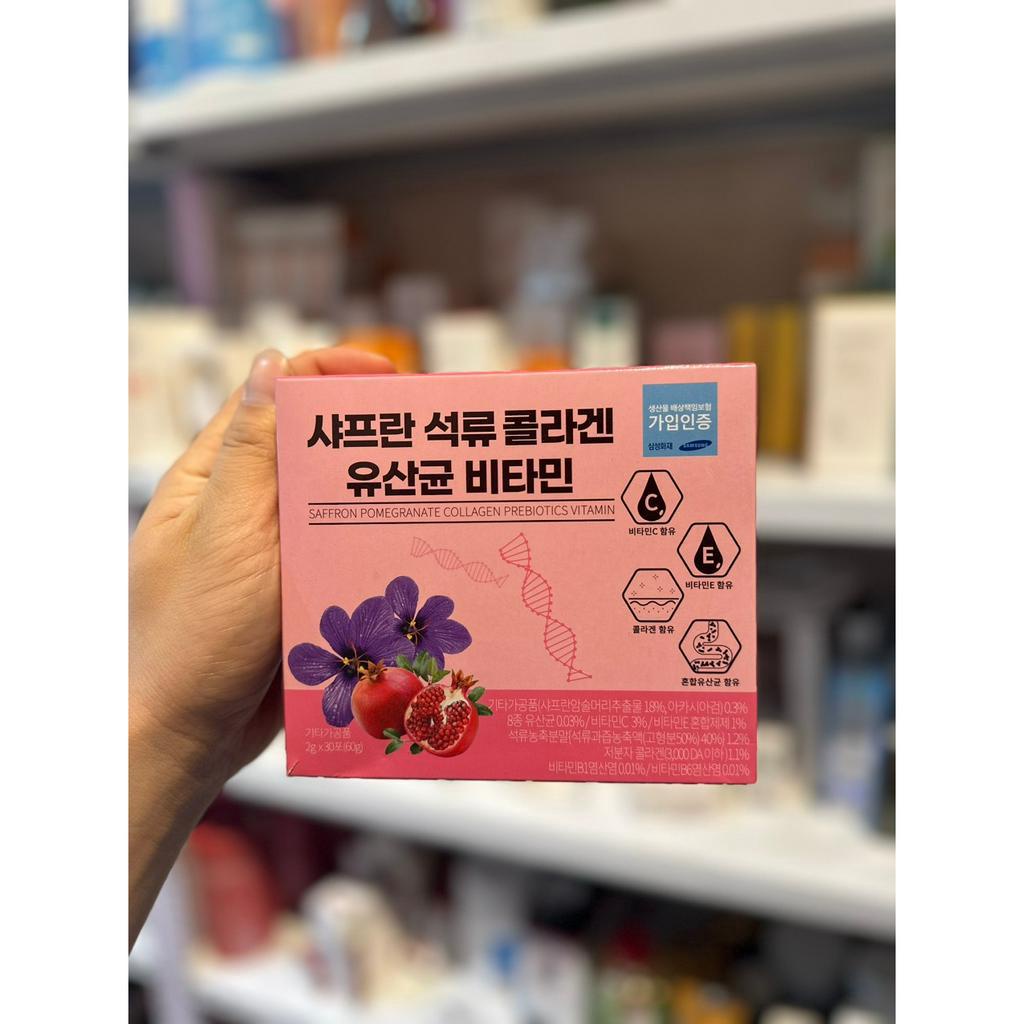 샤프란 석류 콜라겐
유산균 비타민
SAFFRON POMEGRANATE COLLAGEN PREBIOTICS VITAMIN
생산물 배상책임보험
가입인증
삼성화재 SAMSUNG
C
비타민C 함유
E
비타민E 함유
콜라겐 함유
혼합유산균 함유
기타가공품
2g x 30포(60g)
기타가공품(샤프란암술머리추출물 18%, 아카시아검) 0.3%
8종 유산균 0.03% / 비타민C 3% / 비타민E 혼합제제 1%
석류농축분말[석류과즙농축액(고형분50%) 40%] 1.2%
저분자 콜라겐(3,000 DA 이하) 1.1%
비타민B1염산염 0.01% / 비타민B6염산염 0.01%